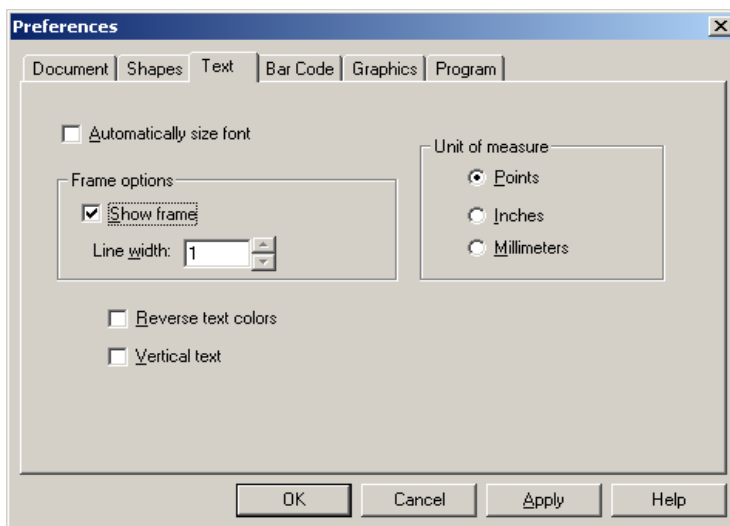 Preferences
Document Shapes Text Bar Code Graphics Program
Automatically size font
Frame options
Show frame
Line width: 1
Unit of measure
Points
Inches
Millimeters
Reverse text colors
Vertical text
OK Cancel Apply Help